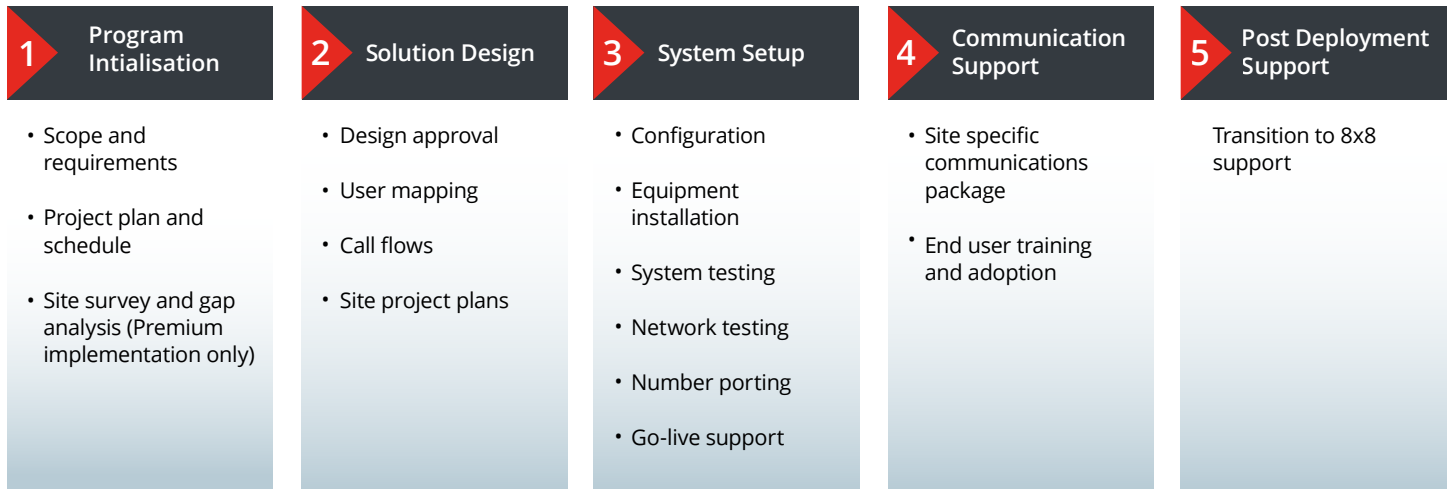 1
Program
Intialisation
• Scope and
requirements
• Project plan and
schedule
• Site survey and gap
analysis (Premium
implementation only)
2
Solution Design
• Design approval
• User mapping
• Call flows
• Site project plans
3
System Setup
• Configuration
• Equipment
installation
• System testing
• Network testing
• Number porting
• Go-live support
4
Communication
Support
• Site specific
communications
package
• End user training
and adoption
5
Post Deployment
Support
Transition to 8x8
support